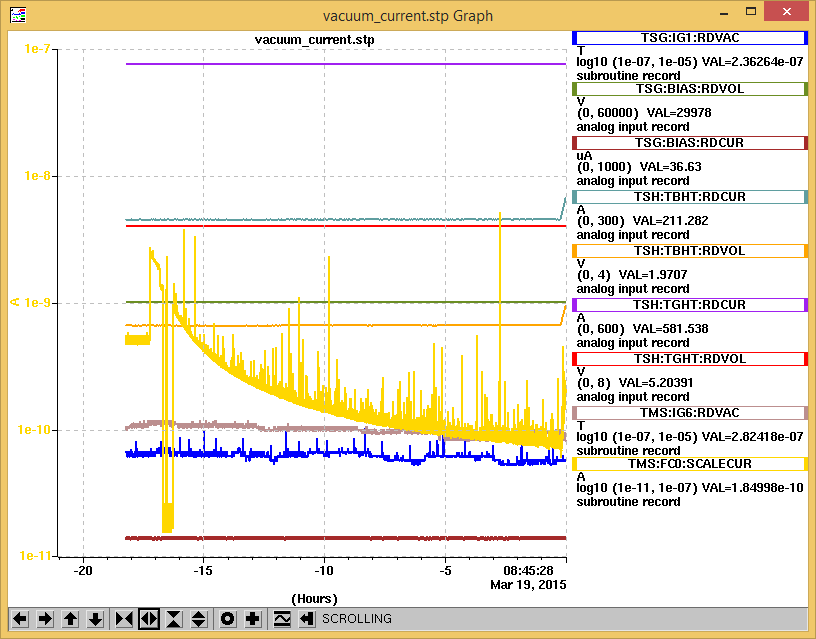 vacuum_current.stp Graph
vacuum_current.stp
1e-7
1e-8
1e-9
A
1e-10
1e-11
-20
-15
-10
-5
08:45:28
Mar 19, 2015
(Hours)
TSG:IG1:RDVAC
T
log10 (1e-07, 1e-05) VAL=2.36264e-07
subroutine record
TSG:BIAS:RDVOL
V
(0, 60000) VAL=29978
analog input record
TSG:BIAS:RDCUR
uA
(0, 1000) VAL=36.63
analog input record
TSH:TBHT:RDCUR
A
(0, 300) VAL=211.282
analog input record
TSH:TBHT:RDVOL
V
(0, 4) VAL=1.9707
analog input record
TSH:TGHT:RDCUR
A
(0, 600) VAL=581.538
analog input record
TSH:TGHT:RDVOL
V
(0, 8) VAL=5.20391
analog input record
TMS:IG6:RDVAC
T
log10 (1e-07, 1e-05) VAL=2.82418e-07
subroutine record
TMS:FC0:SCALECUR
A
log10 (1e-11, 1e-07) VAL=1.84998e-10
subroutine record
SCROLLING